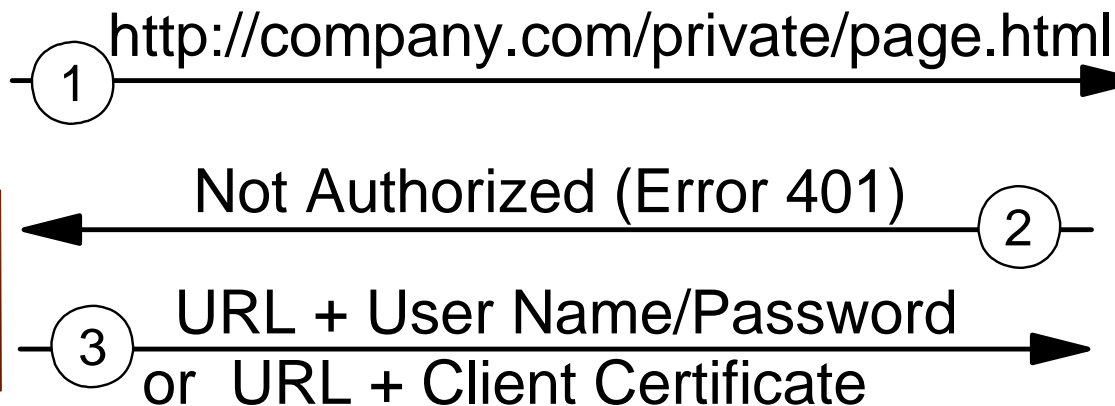 http://company.com/private/page.html
1
Not Authorized (Error 401)
2
URL + User Name/Password
3
or URL + Client Certificate